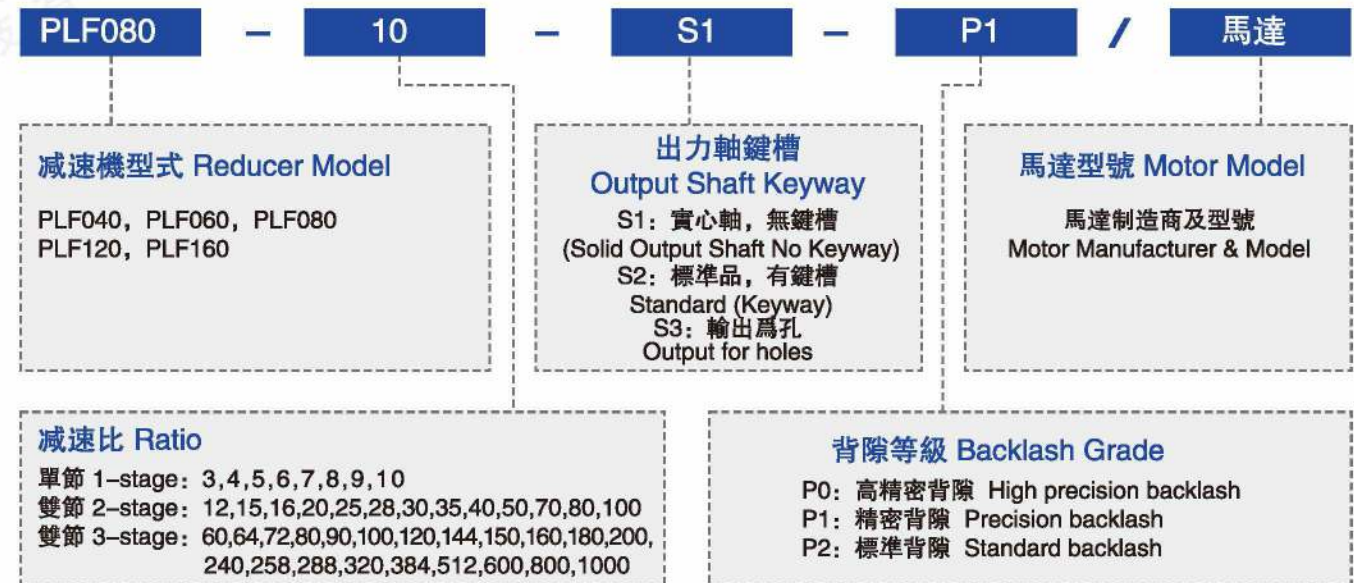 PLF080 – 10 – S1 – P1 / 馬達
减速機型式 Reducer Model
PLF040，PLF060，PLF080
PLF120，PLF160
出力軸鍵槽
Output Shaft Keyway
S1：實心軸，無鍵槽
(Solid Output Shaft No Keyway)
S2：標準品，有鍵槽
Standard (Keyway)
S3：輸出爲孔
Output for holes
馬達型號 Motor Model
馬達制造商及型號
Motor Manufacturer & Model
减速比 Ratio
單節 1–stage：3,4,5,6,7,8,9,10
雙節 2–stage：12,15,16,20,25,28,30,35,40,50,70,80,100
雙節 3–stage：60,64,72,80,90,100,120,144,150,160,180,200,
240,258,288,320,384,512,600,800,1000
背隙等級 Backlash Grade
P0：高精密背隙 High precision backlash
P1：精密背隙 Precision backlash
P2：標準背隙 Standard backlash